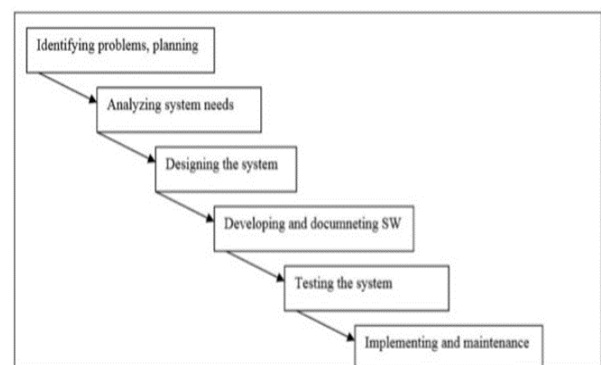 Identifying problems, planning
Analyzing system needs
Designing the system
Developing and documneting SW
Testing the system
Implementing and maintenance